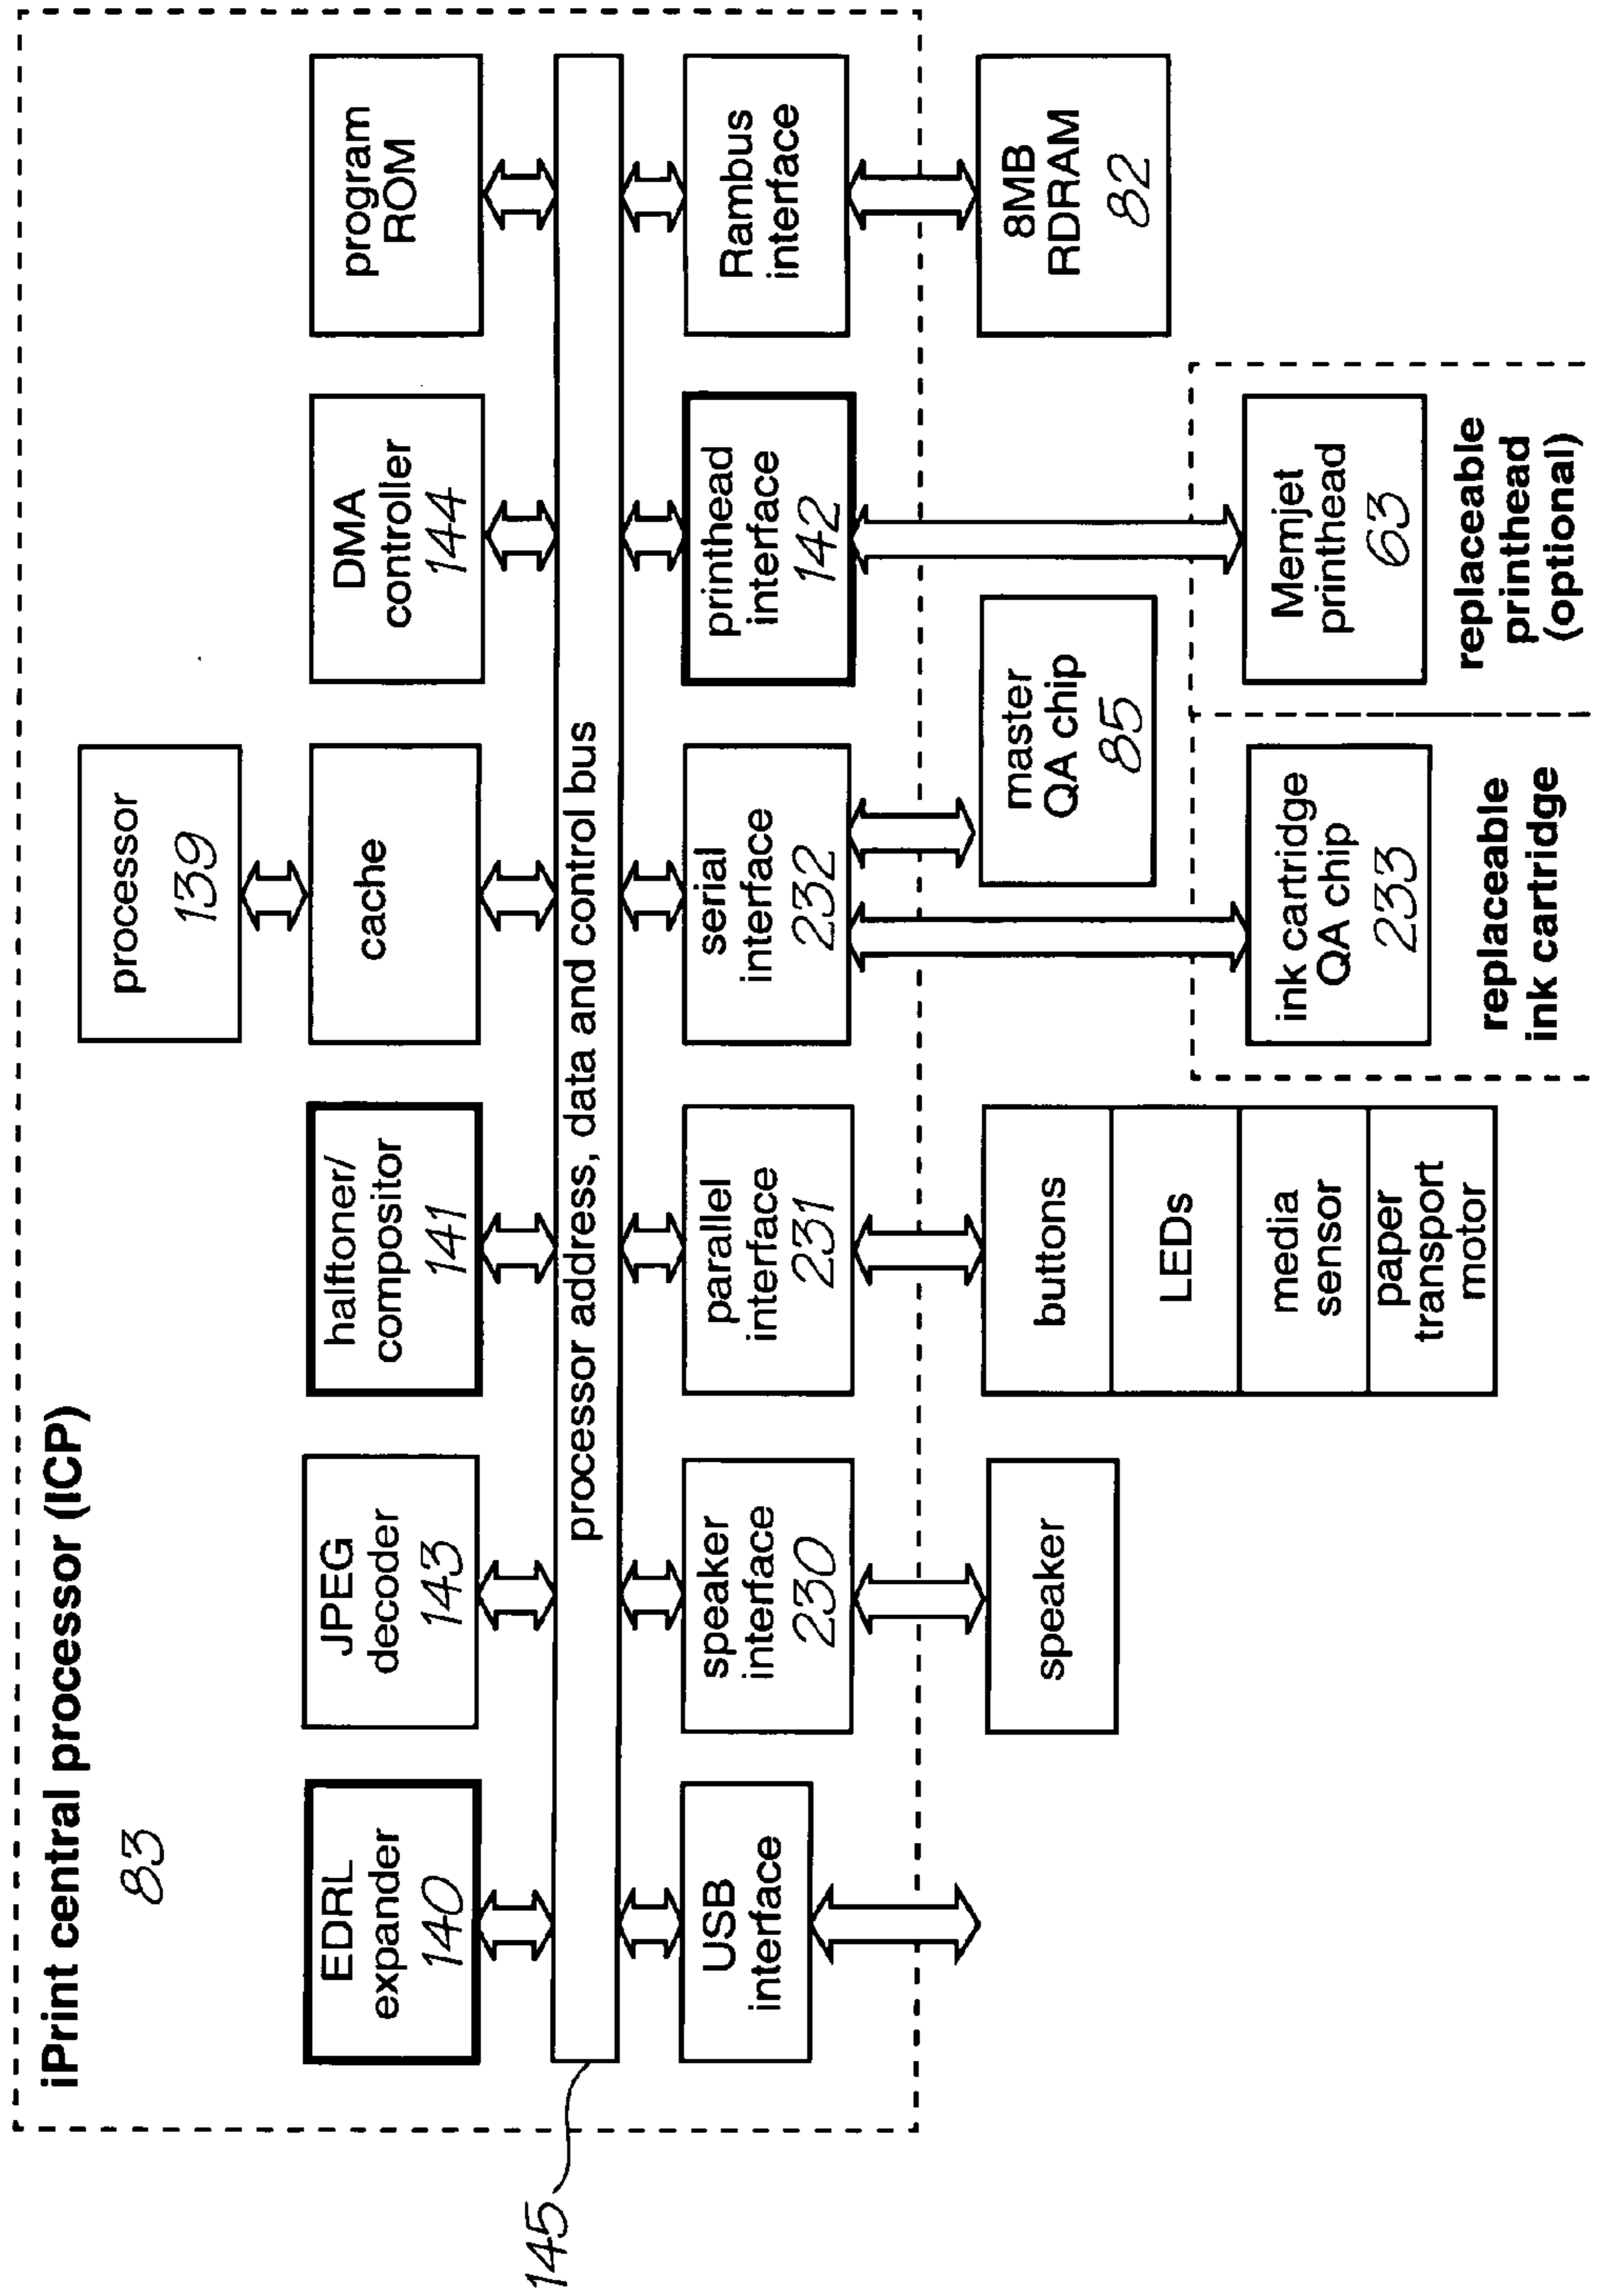 iPrint central processor (ICP)
83
processor
139
EDRL
expander
140
JPEG
decoder
143
halftoner/
compositor
141
cache
DMA
controller
144
program
ROM
145
processor address, data and control bus
USB
interface
speaker
interface
230
parallel
interface
231
serial
interface
232
printhead
interface
142
Rambus
interface
speaker
buttons
LEDs
media
sensor
paper
transport
motor
master
QA chip
85
8MB
RDRAM
82
ink cartridge
QA chip
233
replaceable
ink cartridge
Memjet
printhead
63
replaceable
printhead
(optional)